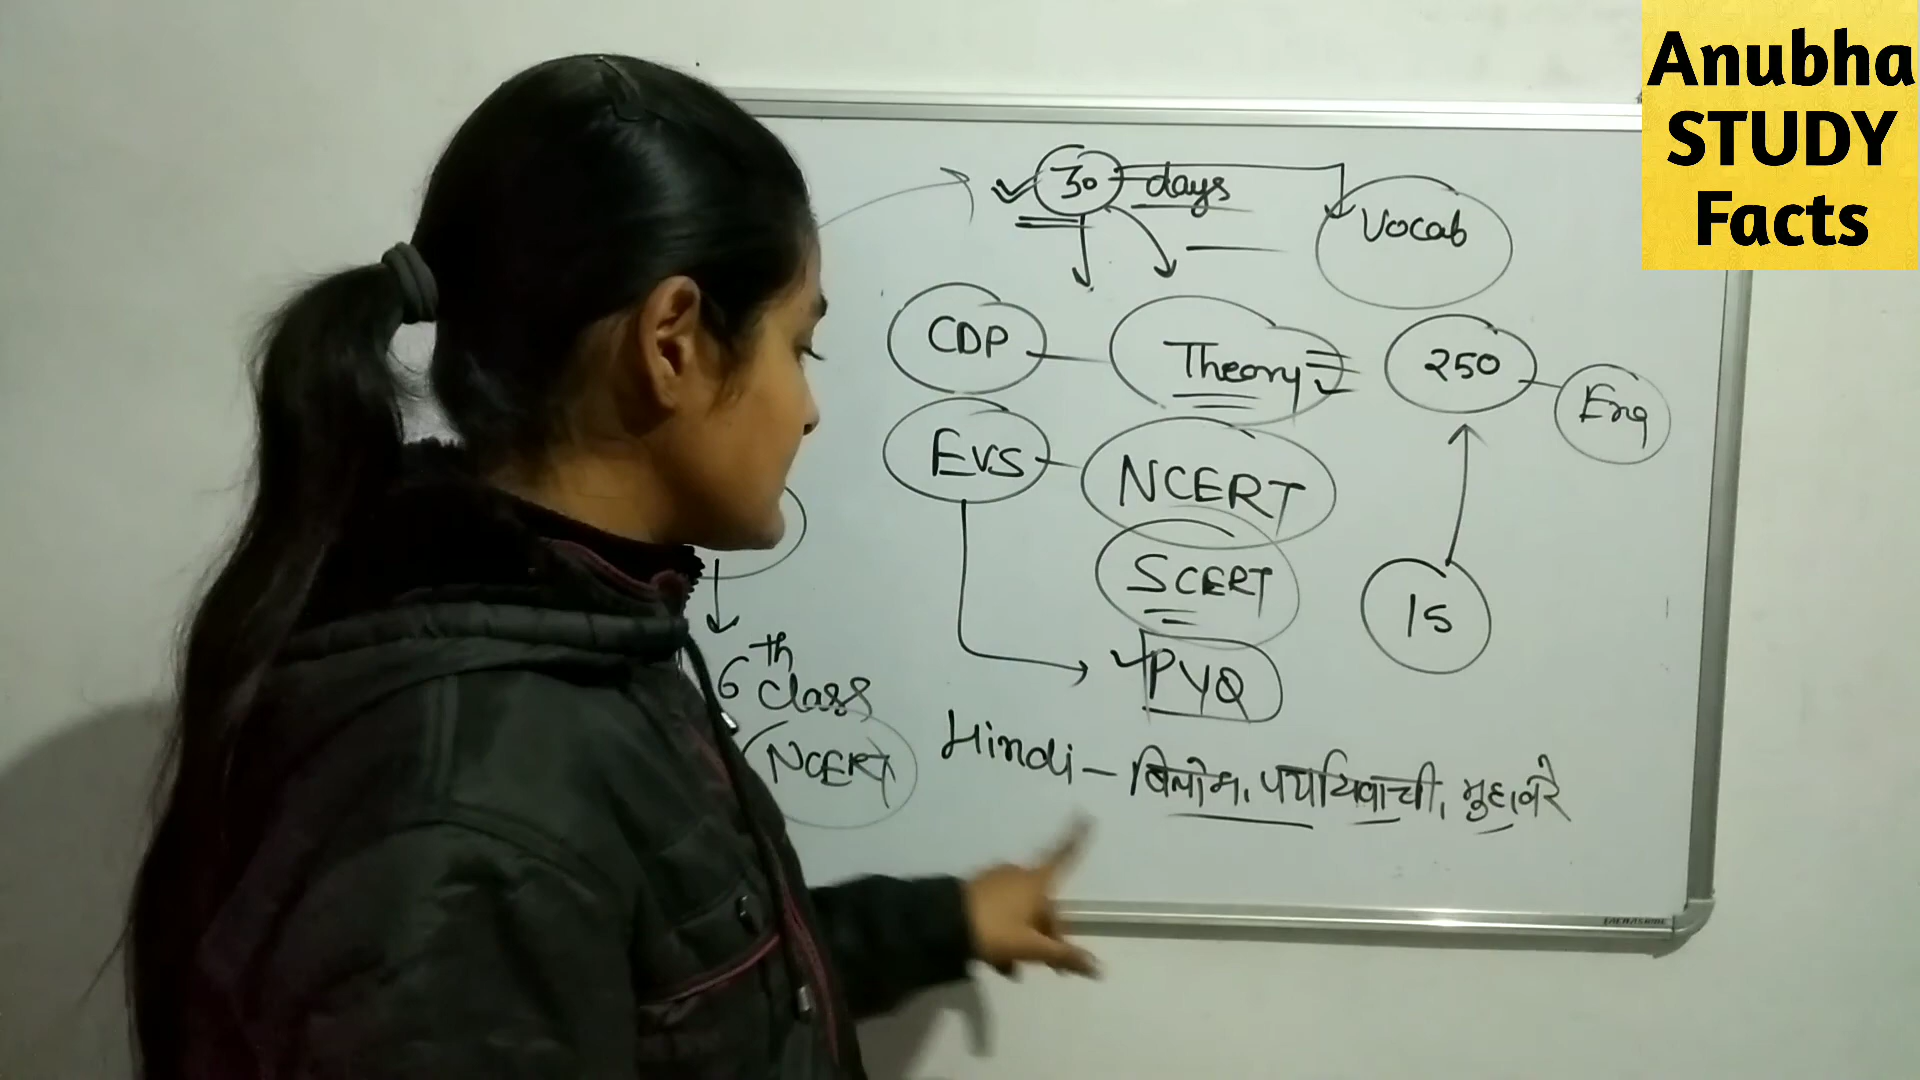 Anubha
STUDY
Facts
30 days
Vocab
CDP
Theory
250
Eng
EVS
NCERT
SCERT
15
PYQ
6th class
NCERT
Hindi - विलोम, पर्यायवाची, मुहावरे